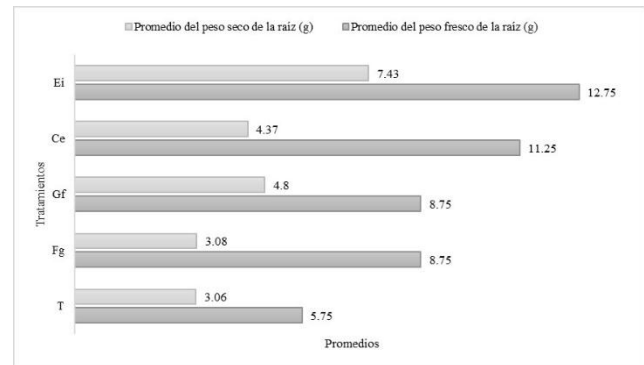 Promedio del peso seco de la raiz (g) Promedio del peso fresco de la raíz (g)
Tratamientos
Ei 7.43
12.75
Ce 4.37
11.25
Gf 4.8
8.75
Fg 3.08
8.75
T 3.06
5.75
Promedios